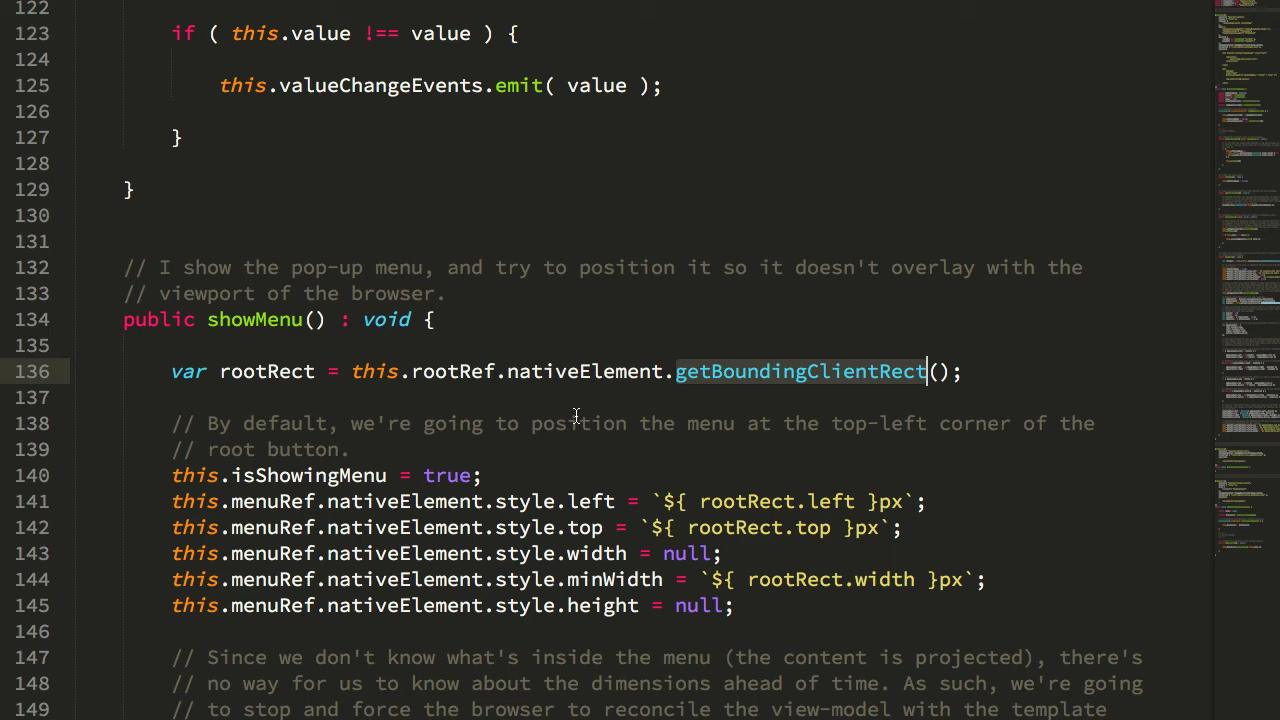 122
123 if ( this.value !== value ) {
124
125 this.valueChangeEvents.emit( value );
126
127 }
128
129 }
130
131
132 // I show the pop-up menu, and try to position it so it doesn't overlay with the
133 // viewport of the browser.
134 public showMenu() : void {
135
136 var rootRect = this.rootRef.nativeElement.getBoundingClientRect();
137
138 // By default, we're going to position the menu at the top-left corner of the
139 // root button.
140 this.isShowingMenu = true;
141 this.menuRef.nativeElement.style.left = `${ rootRect.left }px`;
142 this.menuRef.nativeElement.style.top = `${ rootRect.top }px`;
143 this.menuRef.nativeElement.style.width = null;
144 this.menuRef.nativeElement.style.minWidth = `${ rootRect.width }px`;
145 this.menuRef.nativeElement.style.height = null;
146
147 // Since we don't know what's inside the menu (the content is projected), there's
148 // no way for us to know about the dimensions ahead of time. As such, we're going
149 // to stop and force the browser to reconcile the view-model with the template